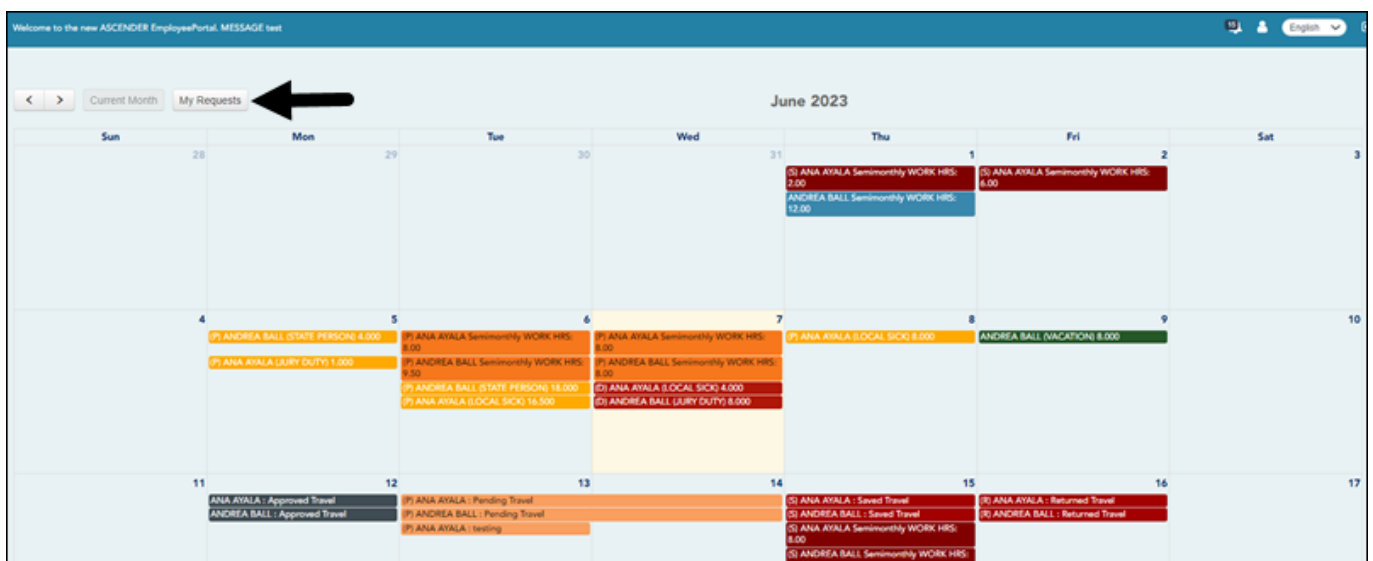 Welcome to the new ASCENDER EmployeePortal. MESSAGE test
15
English
< > Current Month My Requests
June 2023
Sun Mon Tue Wed Thu Fri Sat
28 29 30 31 1 2 3
(S) ANA AYALA Semimonthly WORK HRS:
2.00
ANDREA BALL Semimonthly WORK HRS:
12.00
(S) ANA AYALA Semimonthly WORK HRS:
6.00
4 5 6 7 8 9 10
(P) ANDREA BALL (STATE PERSON) 4.000
(P) ANA AYALA (JURY DUTY) 1.000
(P) ANA AYALA Semimonthly WORK HRS:
8.00
(P) ANDREA BALL Semimonthly WORK HRS:
9.50
(P) ANDREA BALL (STATE PERSON) 18.000
(P) ANA AYALA (LOCAL SICK) 16.500
(P) ANA AYALA Semimonthly WORK HRS:
8.00
(P) ANDREA BALL Semimonthly WORK HRS:
8.00
(D) ANA AYALA (LOCAL SICK) 4.000
(D) ANDREA BALL (JURY DUTY) 8.000
(P) ANA AYALA (LOCAL SICK) 8.000
ANDREA BALL (VACATION) 8.000
11 12 13 14 15 16 17
ANA AYALA : Approved Travel
ANDREA BALL : Approved Travel
(P) ANA AYALA : Pending Travel
(P) ANDREA BALL : Pending Travel
(P) ANA AYALA : testing
(S) ANA AYALA : Saved Travel
(S) ANDREA BALL : Saved Travel
(S) ANA AYALA Semimonthly WORK HRS:
8.00
(S) ANDREA BALL Semimonthly WORK HRS:
(R) ANA AYALA : Returned Travel
(R) ANDREA BALL : Returned Travel